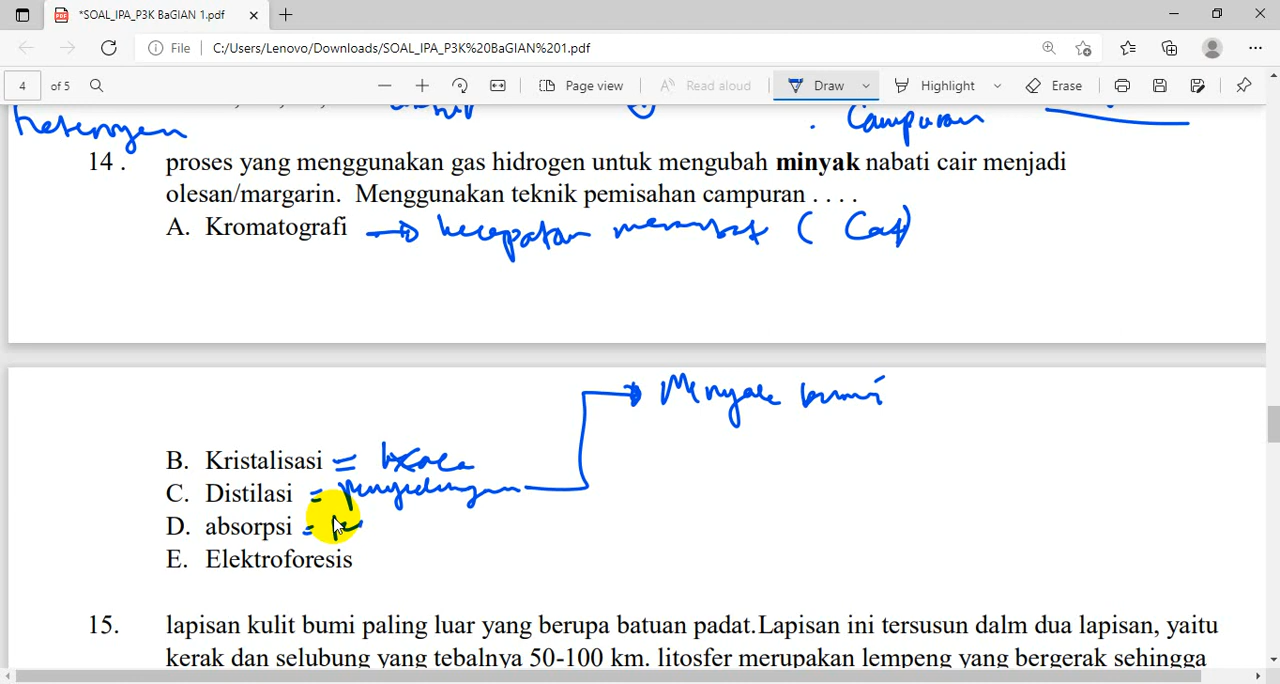 *SOAL_IPA_P3K BaGIAN 1.pdf
File C:/Users/Lenovo/Downloads/SOAL_IPA_P3K%20BaGIAN%201.pdf
4 of 5 Page view Read aloud Draw Highlight Erase
heterogen Campuran
14 . proses yang menggunakan gas hidrogen untuk mengubah minyak nabati cair menjadi
olesan/margarin. Menggunakan teknik pemisahan campuran . . . .
A. Kromatografi → kecepatan merambat ( Cat)
Minyak bumi
B. Kristalisasi =
C. Distilasi = penyulingan
D. absorpsi =
E. Elektroforesis
15. lapisan kulit bumi paling luar yang berupa batuan padat.Lapisan ini tersusun dalm dua lapisan, yaitu
kerak dan selubung yang tebalnya 50-100 km. litosfer merupakan lempeng yang bergerak sehingga